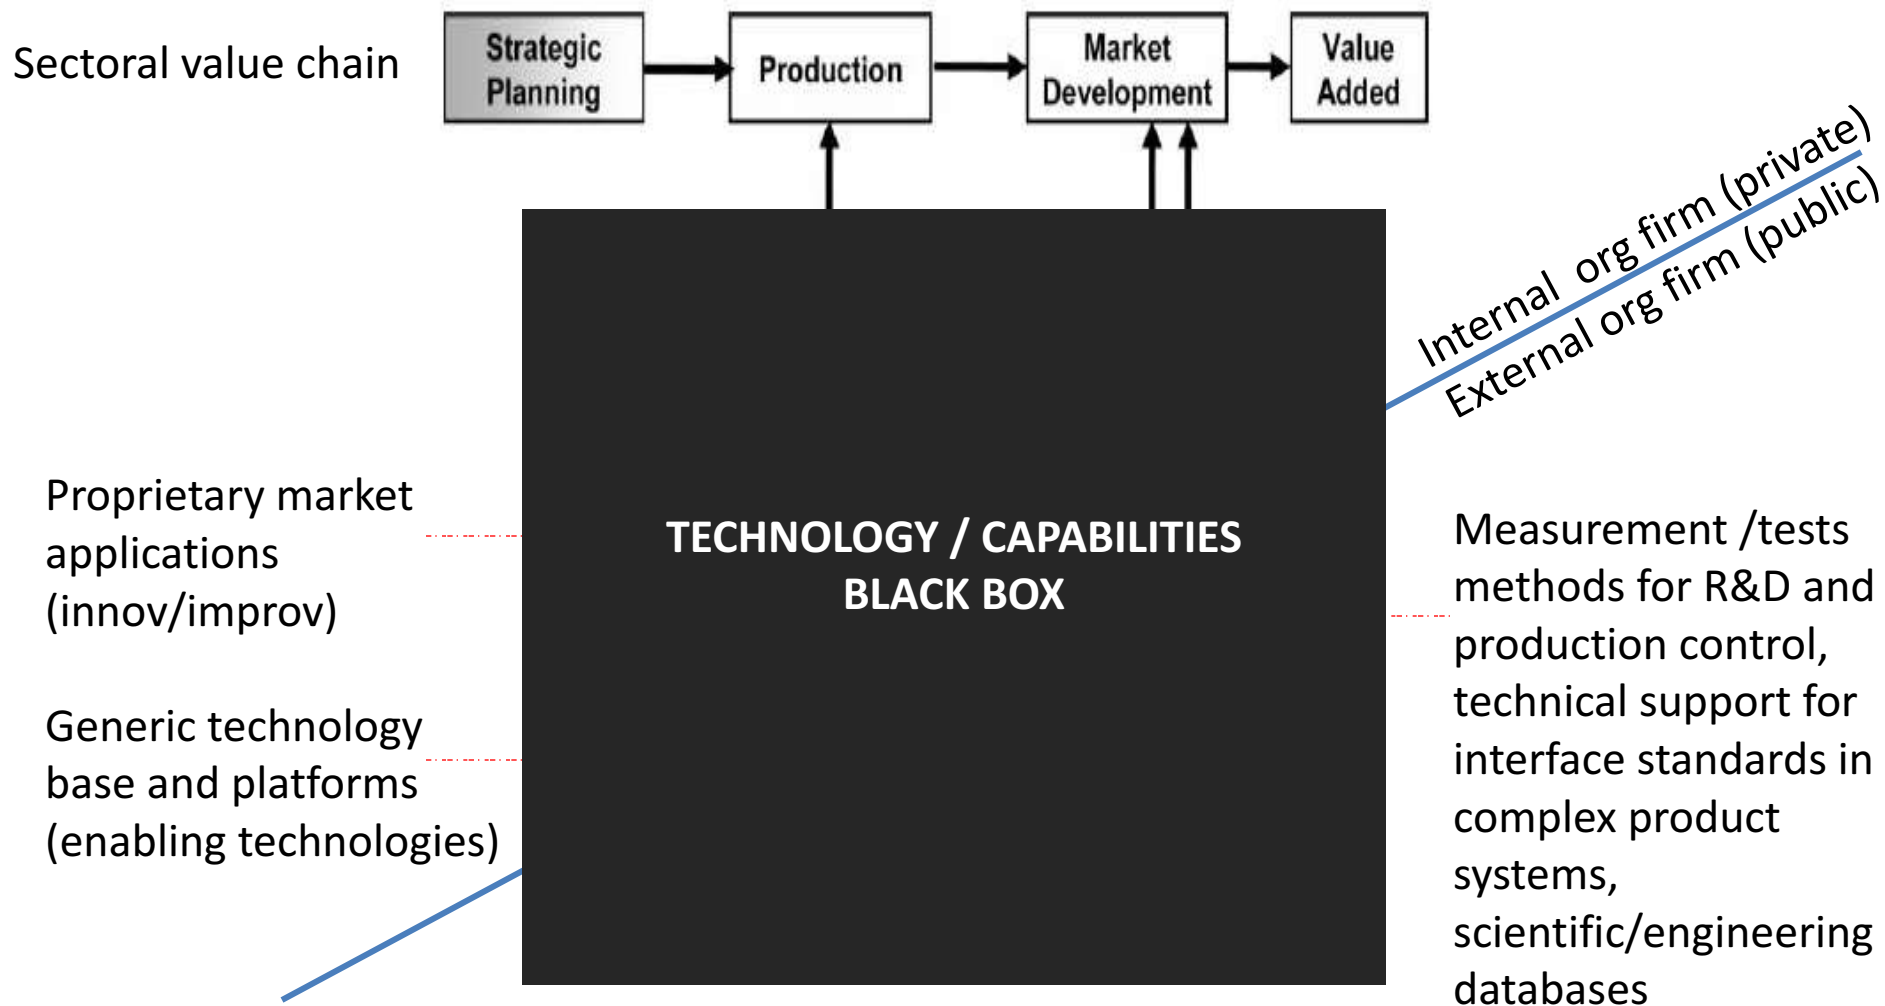 Sectoral value chain
Strategic
Planning
Production
Market
Development
Value
Added
Internal org firm (private)
External org firm (public)
Proprietary market
applications
(innov/improv)
Generic technology
base and platforms
(enabling technologies)
TECHNOLOGY / CAPABILITIES
BLACK BOX
Measurement /tests
methods for R&D and
production control,
technical support for
interface standards in
complex product
systems,
scientific/engineering
databases